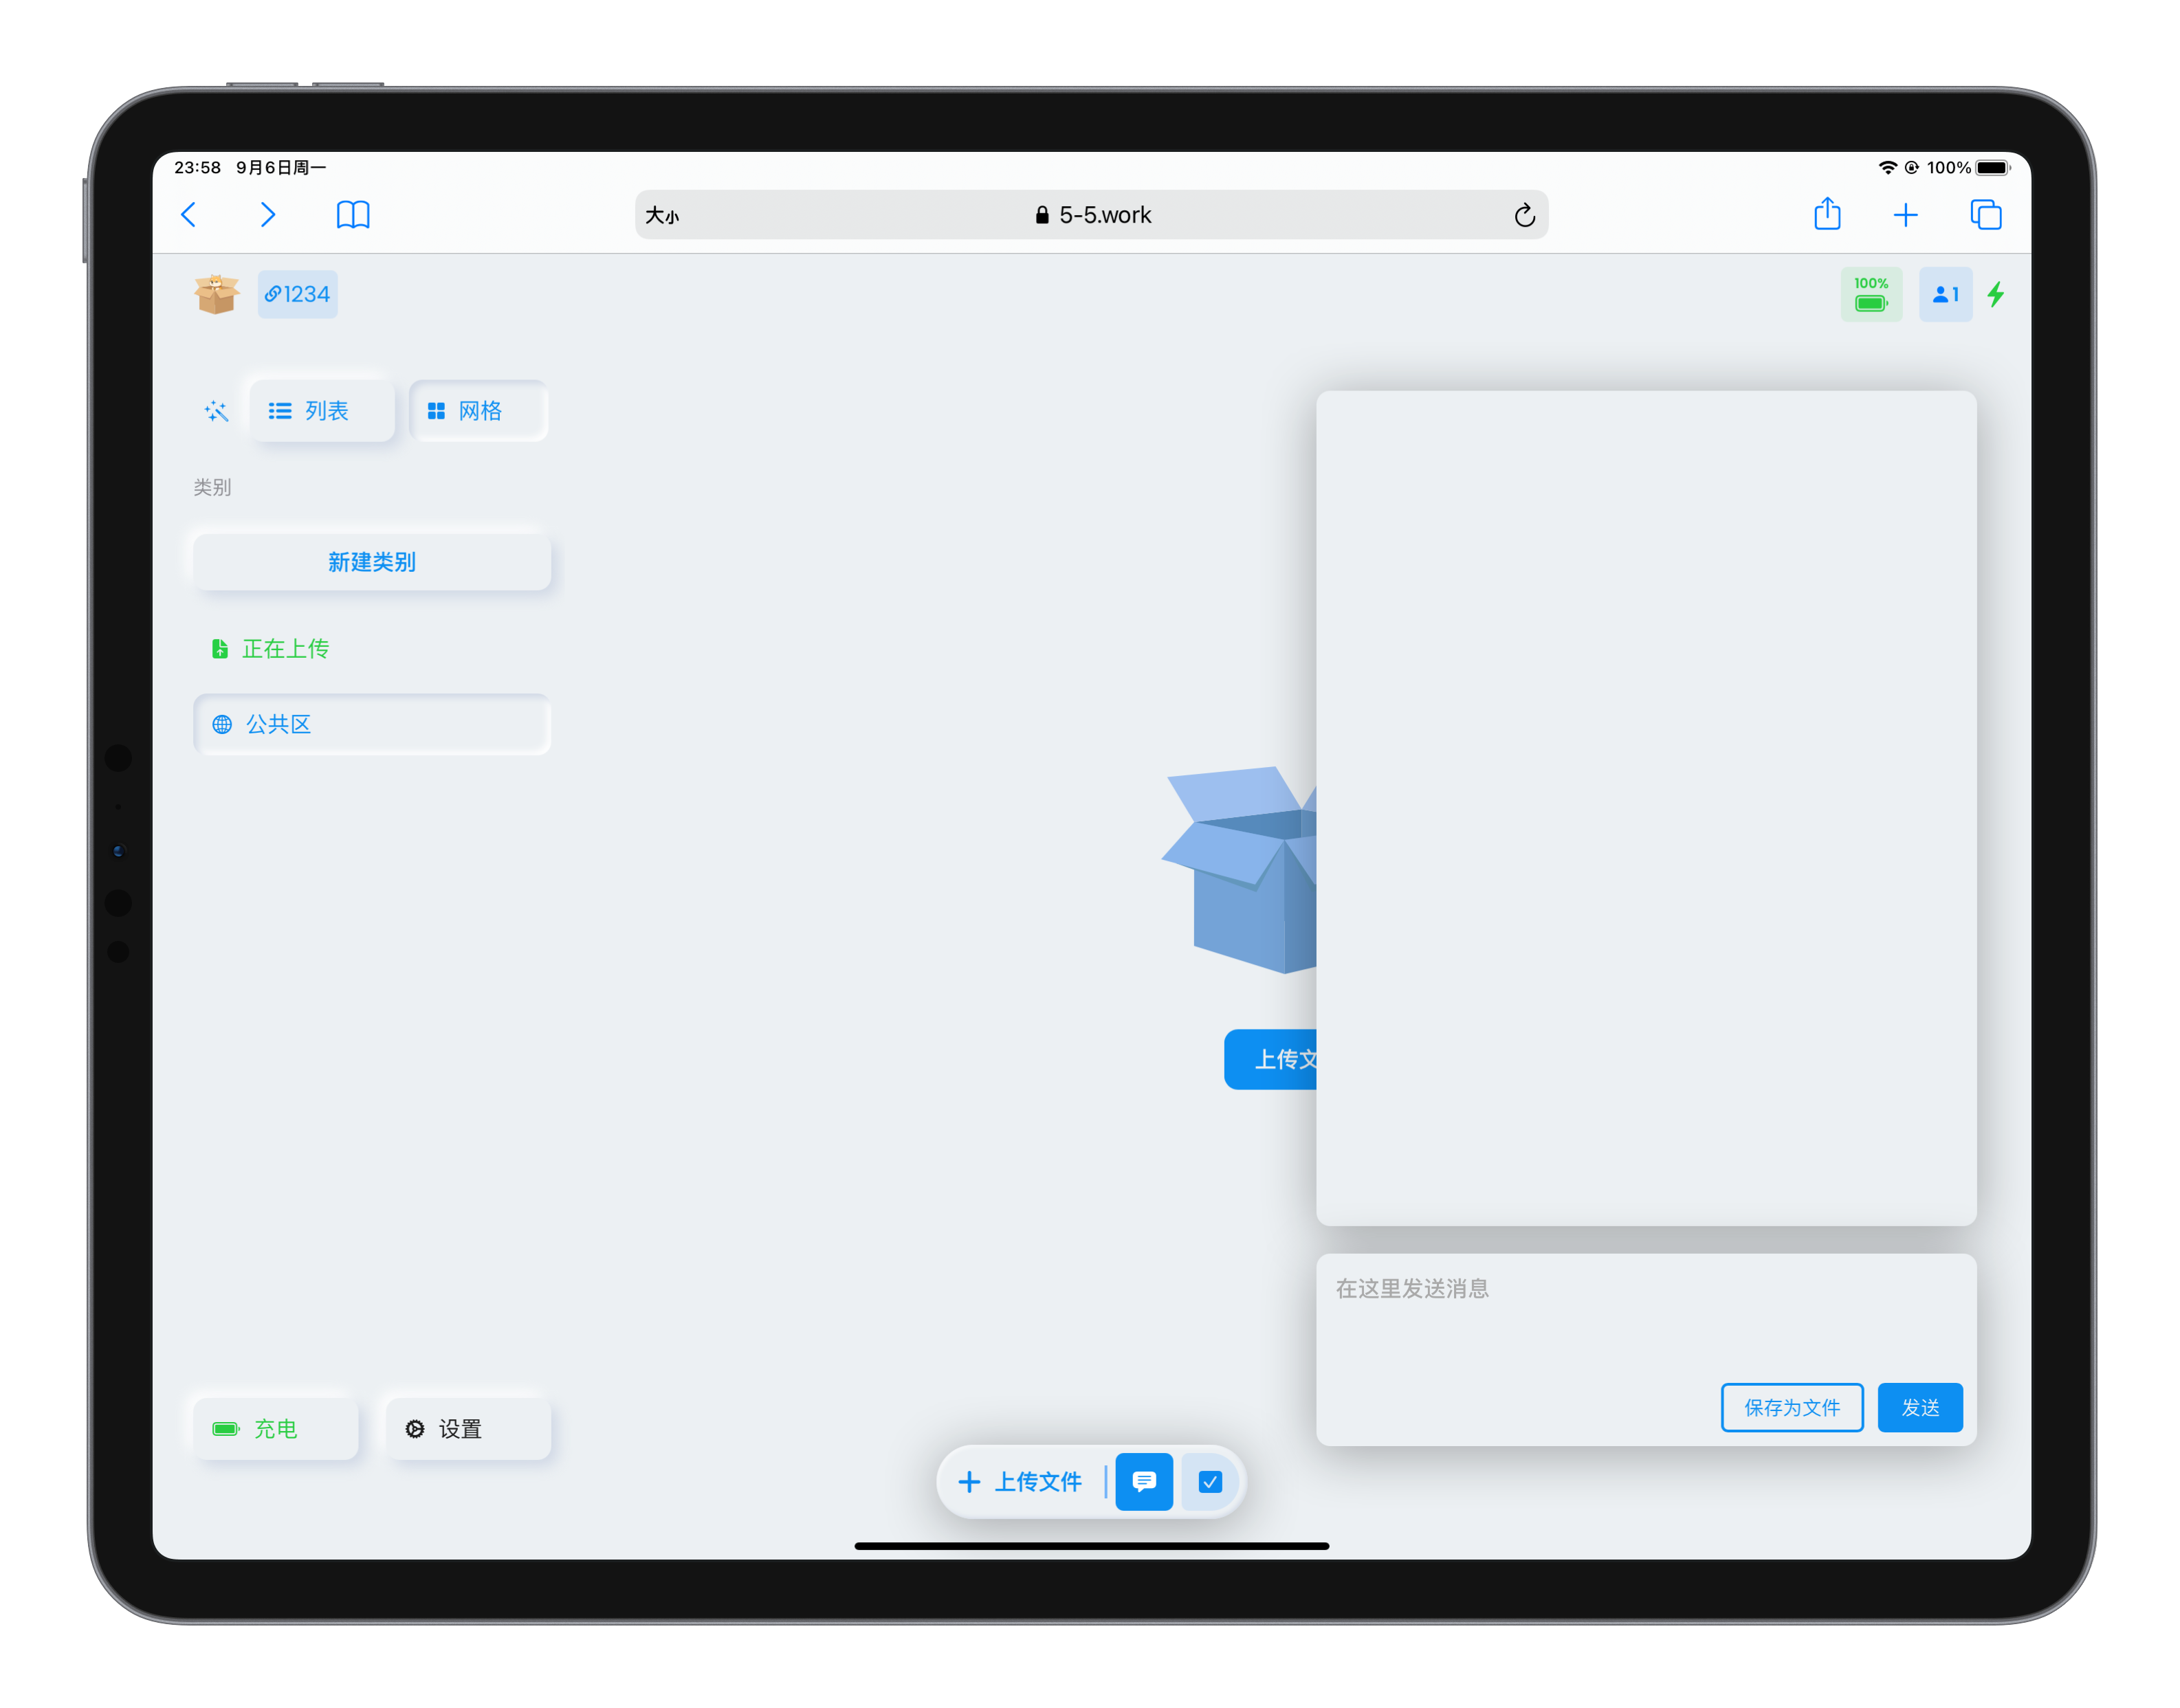 23:58 9月6日周一
100%
大小
5-5.work
1234
100%
1
列表
网格
类别
新建类别
正在上传
公共区
上传文
在这里发送消息
保存为文件
发送
充电
设置
上传文件